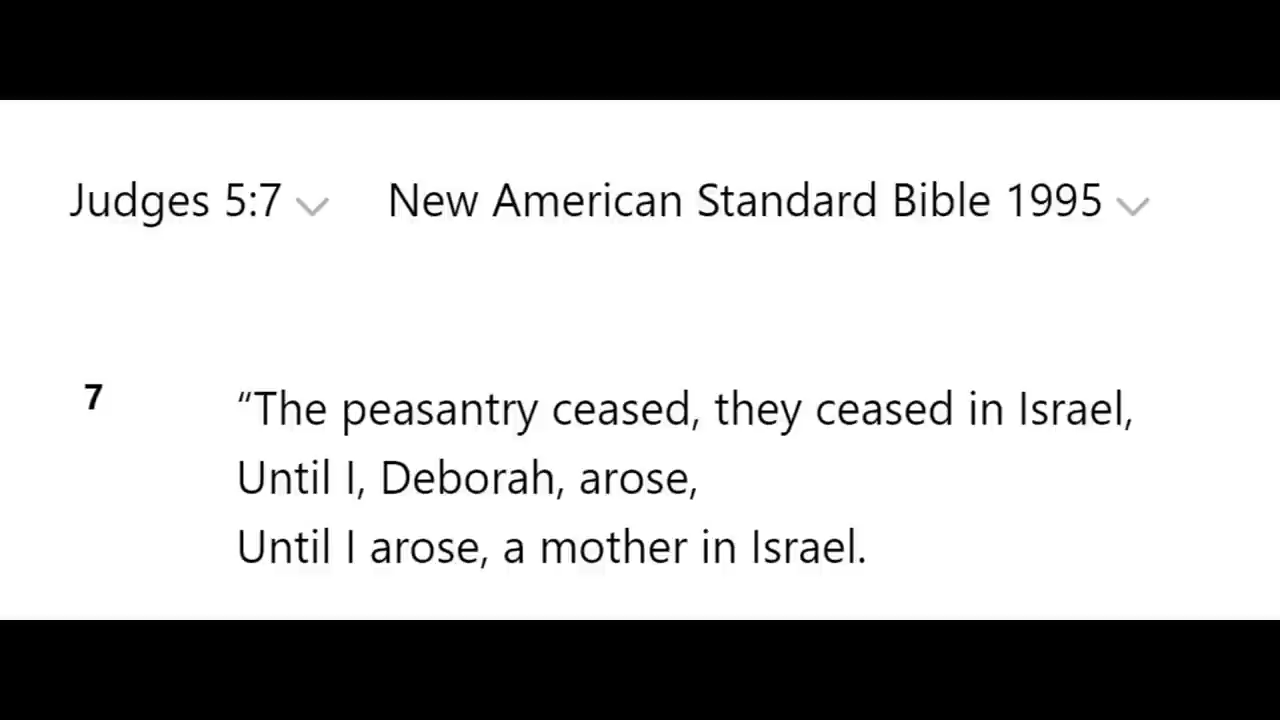 Judges 5:7 New American Standard Bible 1995
7 “The peasantry ceased, they ceased in Israel,
Until I, Deborah, arose,
Until I arose, a mother in Israel.